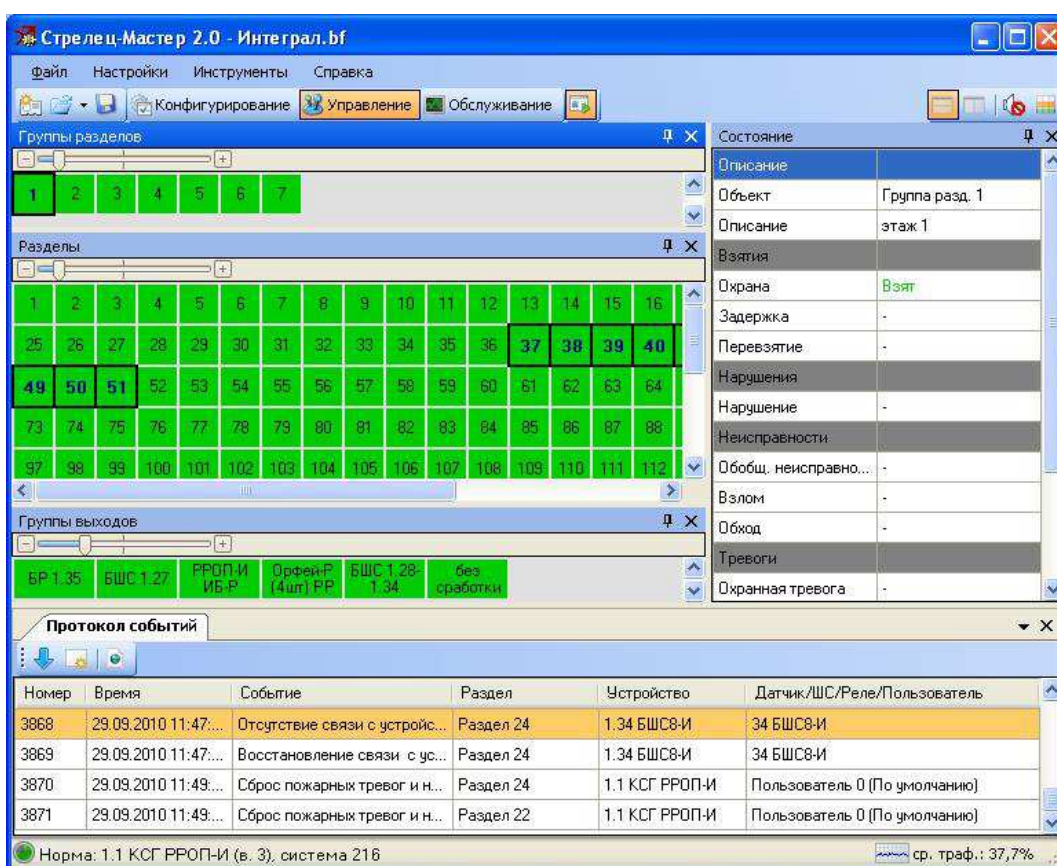 Стрелец-Мастер 2.0 - Интеграл.bf
Файл Настройки Инструменты Справка
Конфигурирование Управление Обслуживание
Группы разделов
1 2 3 4 5 6 7
Разделы
1 2 3 4 5 6 7 8 9 10 11 12 13 14 15 16
25 26 27 28 29 30 31 32 33 34 35 36 37 38 39 40
49 50 51 52 53 54 55 56 57 58 59 60 61 62 63 64
73 74 75 76 77 78 79 80 81 82 83 84 85 86 87 88
97 98 99 100 101 102 103 104 105 106 107 108 109 110 111 112
Группы выходов
БР 1.35 БШС 1.27 РРОП-И ИБ-Р Орфей-Р (4шт) РР БШС 1.28-1.34 без сработки
Состояние
Описание
Объект Группа разд. 1
Описание этаж 1
Взятия
Охрана Взят
Задержка -
Перевзятие -
Нарушения
Нарушение -
Неисправности
Обобщ. неисправно... -
Взлом -
Обход -
Тревоги
Охранная тревога -
Протокол событий
Номер Время Событие Раздел Устройство Датчик/ШС/Реле/Пользователь
3868 29.09.2010 11:47:... Отсутствие связи с устройс... Раздел 24 1.34 БШС8-И 34 БШС8-И
3869 29.09.2010 11:47:... Восстановление связи с ус... Раздел 24 1.34 БШС8-И 34 БШС8-И
3870 29.09.2010 11:49:... Сброс пожарных тревог и н... Раздел 24 1.1 КСГ РРОП-И Пользователь 0 (По умолчанию)
3871 29.09.2010 11:49:... Сброс пожарных тревог и н... Раздел 22 1.1 КСГ РРОП-И Пользователь 0 (По умолчанию)
Норма: 1.1 КСГ РРОП-И (в. 3), система 216 ср. траф.: 37,7%